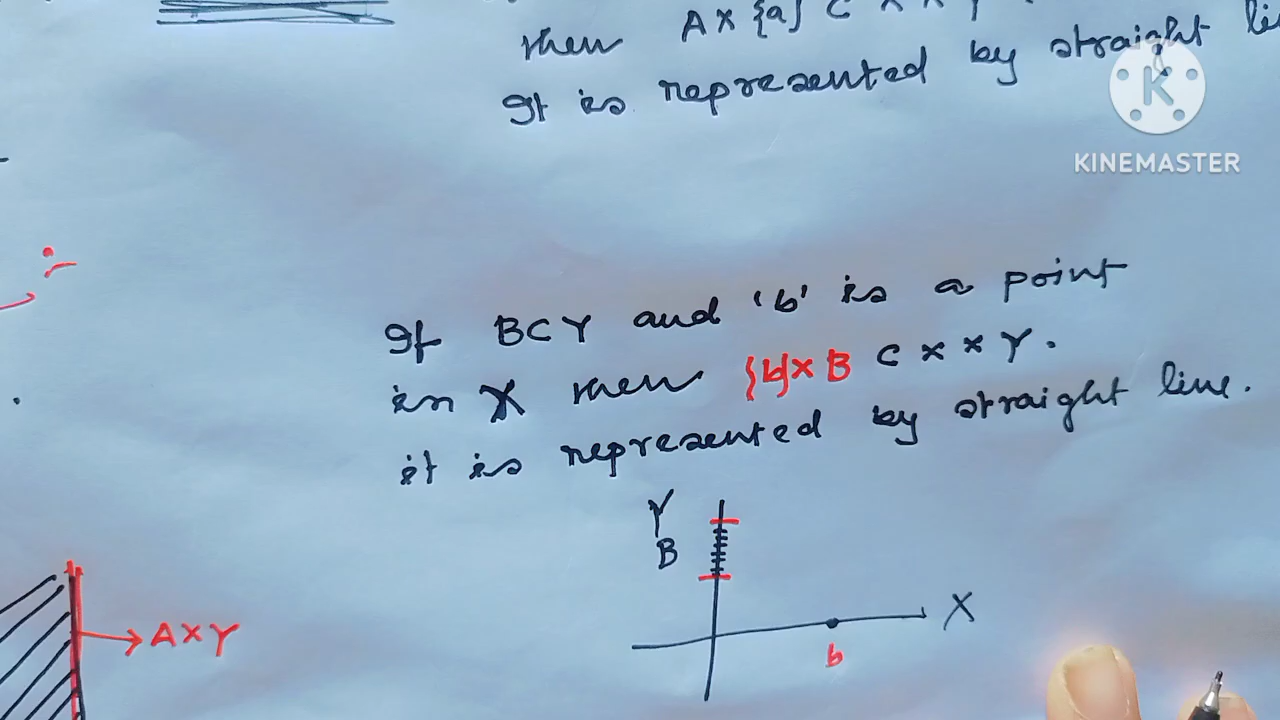 then A × {a} ⊂ X × Y
It is represented by straight
K
KINEMASTER
If B⊂Y and 'b' is a point
in X then {b}×B ⊂ X × Y.
it is represented by straight line.
Y
B
X
b
A×Y